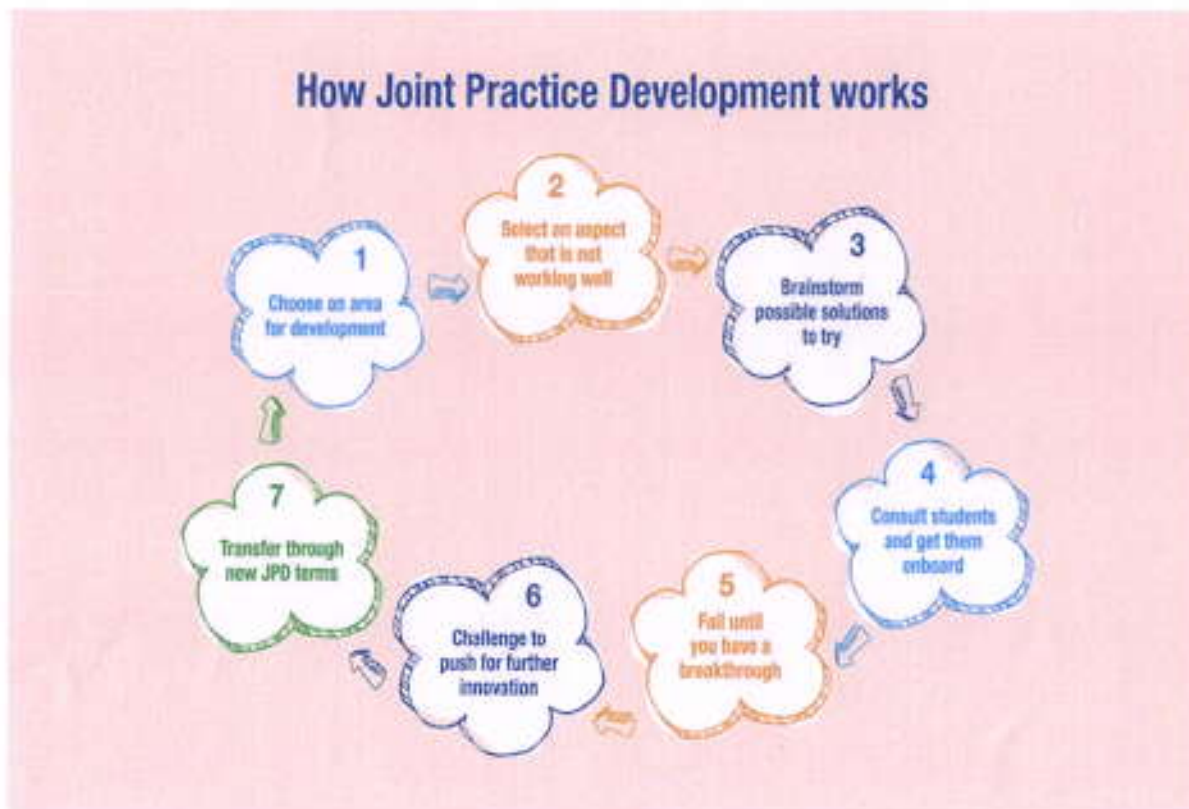 How Joint Practice Development works
1
Choose an area
for development
2
Select an aspect
that is not
working well
3
Brainstorm
possible solutions
to try
4
Consult students
and get them
onboard
5
Fail until
you have a
breakthrough
6
Challenge to
push for further
innovation
7
Transfer through
new JPD terms